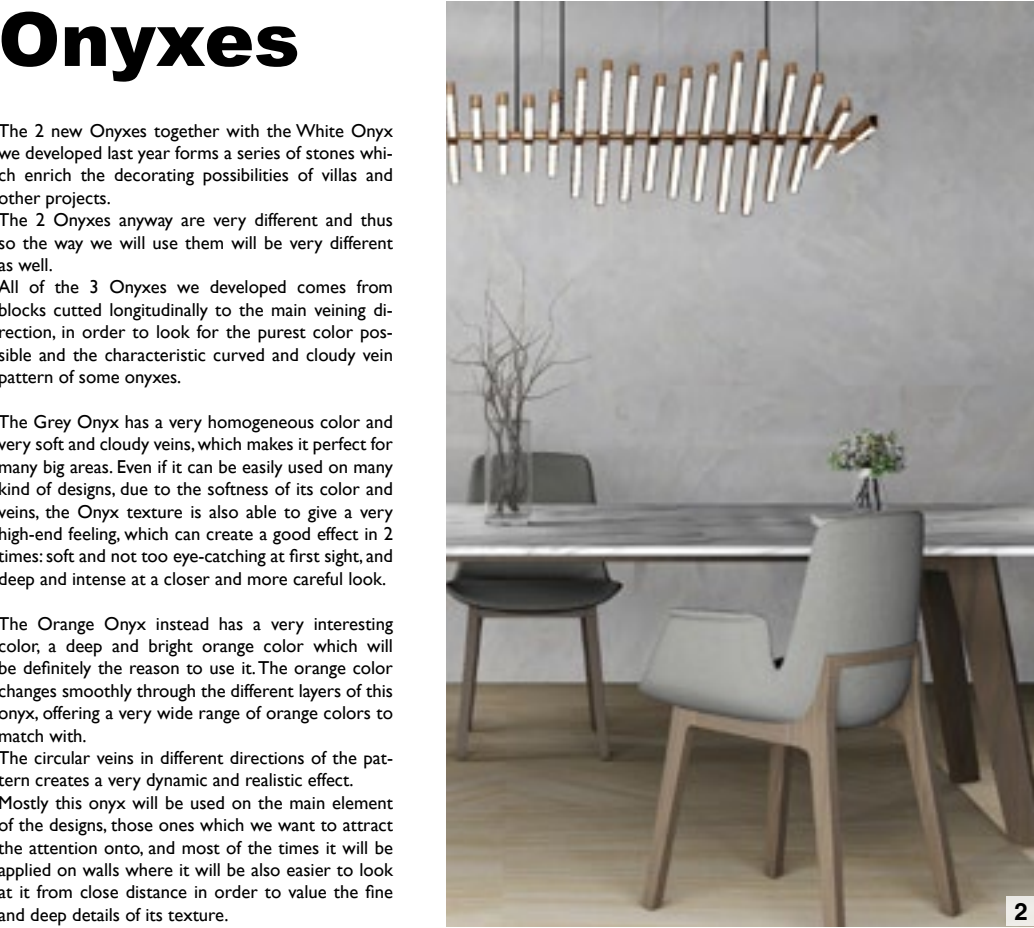 Onyxes
The 2 new Onyxes together with the White Onyx
we developed last year forms a series of stones whi-
ch enrich the decorating possibilities of villas and
other projects.
The 2 Onyxes anyway are very different and thus
so the way we will use them will be very different
as well.
All of the 3 Onyxes we developed comes from
blocks cutted longitudinally to the main veining di-
rection, in order to look for the purest color pos-
sible and the characteristic curved and cloudy vein
pattern of some onyxes.
The Grey Onyx has a very homogeneous color and
very soft and cloudy veins, which makes it perfect for
many big areas. Even if it can be easily used on many
kind of designs, due to the softness of its color and
veins, the Onyx texture is also able to give a very
high-end feeling, which can create a good effect in 2
times: soft and not too eye-catching at first sight, and
deep and intense at a closer and more careful look.
The Orange Onyx instead has a very interesting
color, a deep and bright orange color which will
be definitely the reason to use it. The orange color
changes smoothly through the different layers of this
onyx, offering a very wide range of orange colors to
match with.
The circular veins in different directions of the pat-
tern creates a very dynamic and realistic effect.
Mostly this onyx will be used on the main element
of the designs, those ones which we want to attract
the attention onto, and most of the times it will be
applied on walls where it will be also easier to look
at it from close distance in order to value the fine
and deep details of its texture.
2